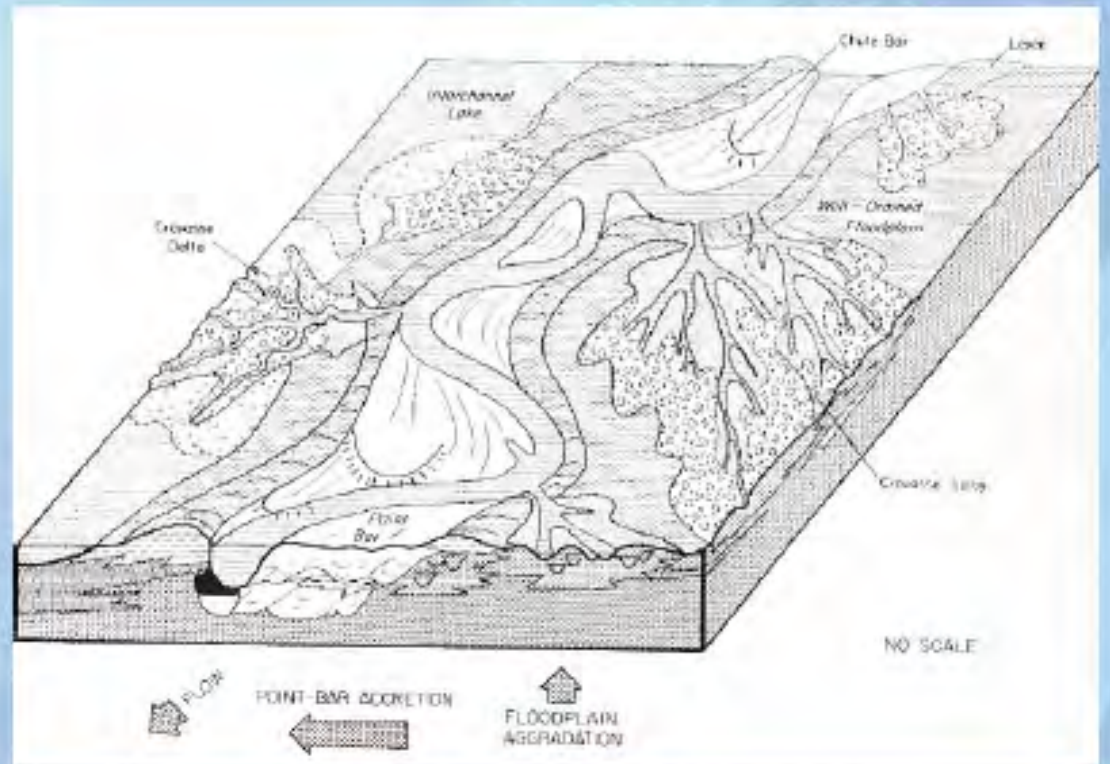 Chute Bar
Levee
Interchannel
Lake
Crevasse
Delta
Well-Drained
Floodplain
Crevasse Splay
Point
Bar
NO SCALE
FLOW
POINT-BAR ACCRETION
FLOODPLAIN
AGGRADATION